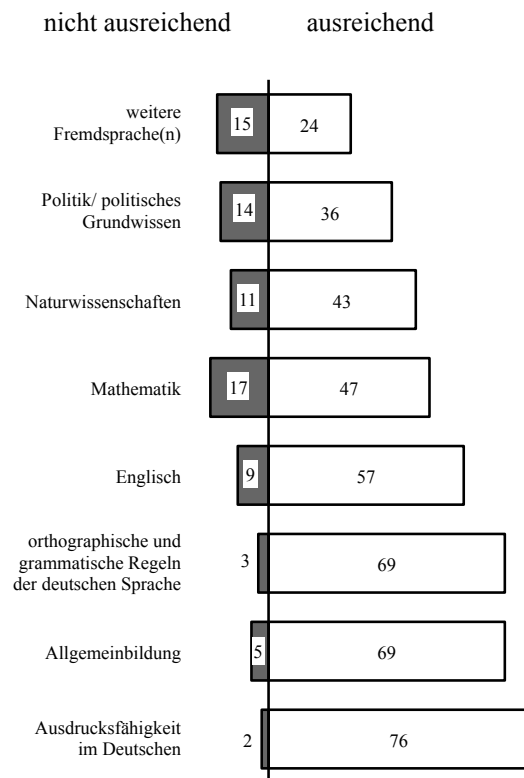 nicht ausreichend ausreichend
weitere
Fremdsprache(n)
15 24
Politik/ politisches
Grundwissen
14 36
Naturwissenschaften
11 43
Mathematik
17 47
Englisch
9 57
orthographische und
grammatische Regeln
der deutschen Sprache
3 69
Allgemeinbildung
5 69
Ausdrucksfähigkeit
im Deutschen
2 76